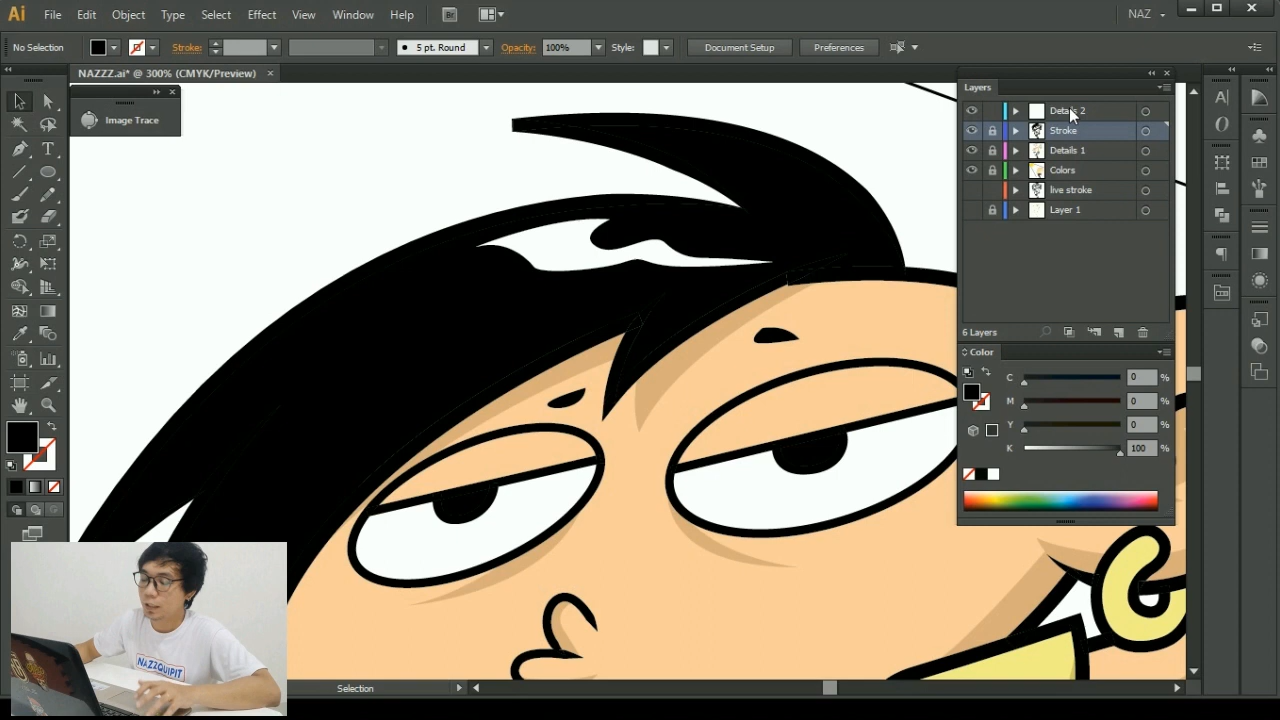 Ai File Edit Object Type Select Effect View Window Help Br NAZ
No Selection Stroke: 5 pt. Round Opacity: 100% Style: Document Setup Preferences
NAZZZ.ai* @ 300% (CMYK/Preview)
Image Trace
Layers
Details 2
Stroke
Details 1
Colors
live stroke
Layer 1
6 Layers
Color
C 0 %
M 0 %
Y 0 %
K 100 %
NAZZQUIPIT
Selection